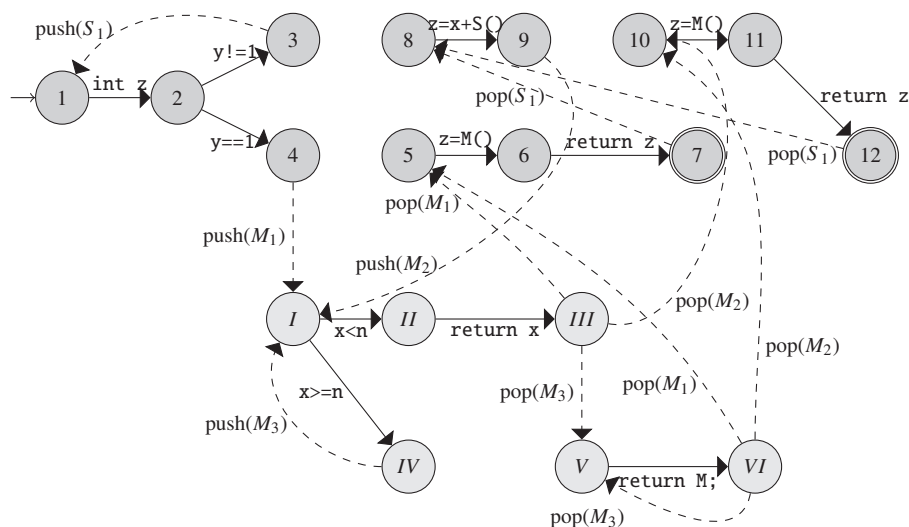 push(S₁)
3
8
z=x+S()
9
10
z=M()
11
y!=1
1
int z
2
pop(S₁)
return z
y==1
4
5
z=M()
6
return z
7
pop(S₁)
12
pop(M₁)
push(M₁)
push(M₂)
pop(M₂)
I
x<n
II
return x
III
pop(M₂)
x>=n
pop(M₃)
pop(M₁)
push(M₃)
IV
V
return M;
VI
pop(M₃)